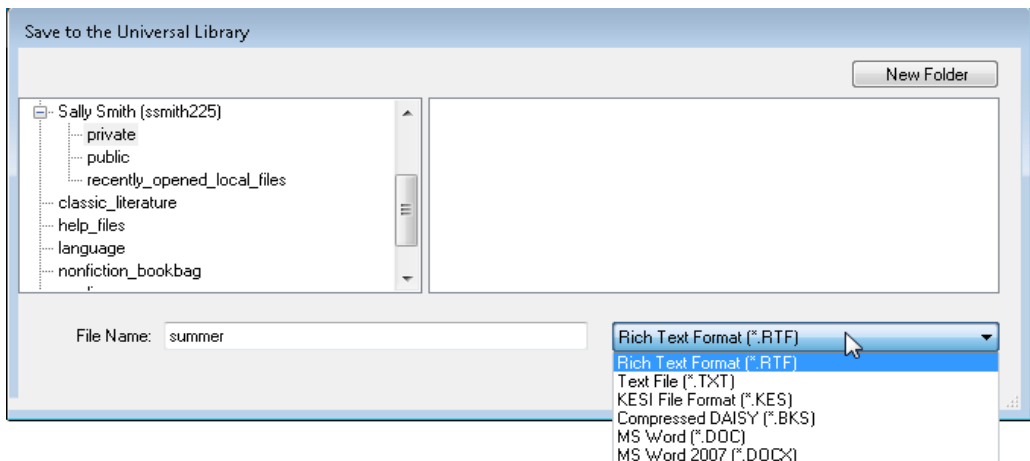 Save to the Universal Library
New Folder
Sally Smith (ssmith225)
private
public
recently_opened_local_files
classic_literature
help_files
language
nonfiction_bookbag
File Name:
summer
Rich Text Format (*.RTF)
Rich Text Format (*.RTF)
Text File (*.TXT)
KESI File Format (*.KES)
Compressed DAISY (*.BKS)
MS Word (*.DOC)
MS Word 2007 (*.DOCX)